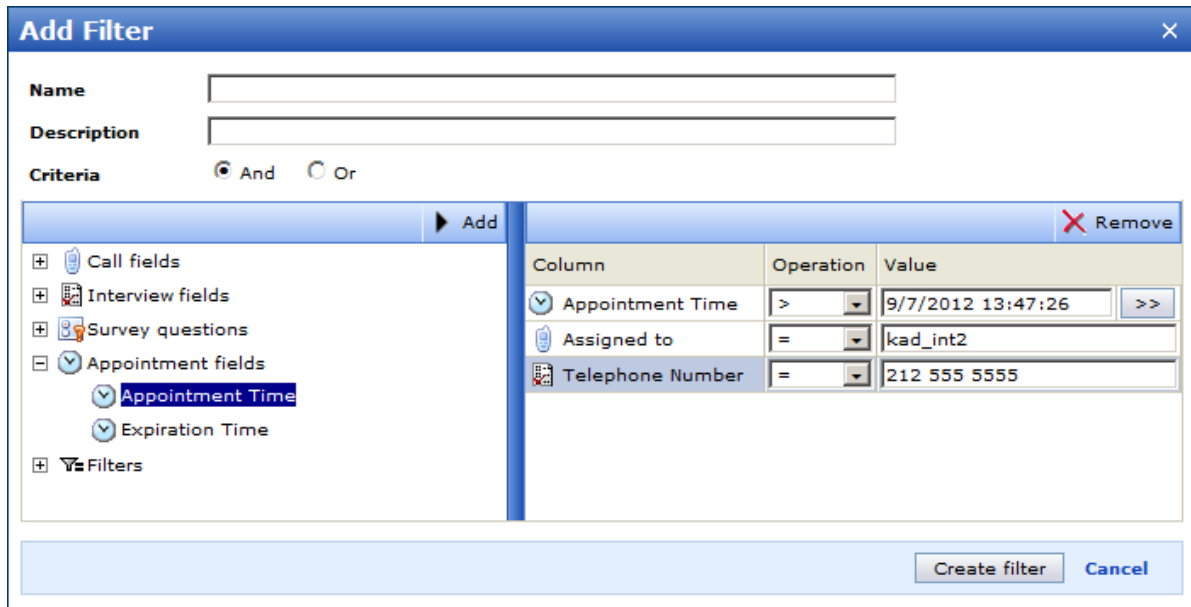 Add Filter
Name
Description
Criteria And Or
Add Remove
Call fields
Interview fields
Survey questions
Appointment fields
Appointment Time
Expiration Time
Filters
Column Operation Value
Appointment Time > 9/7/2012 13:47:26 >>
Assigned to = kad_int2
Telephone Number = 212 555 5555
Create filter Cancel